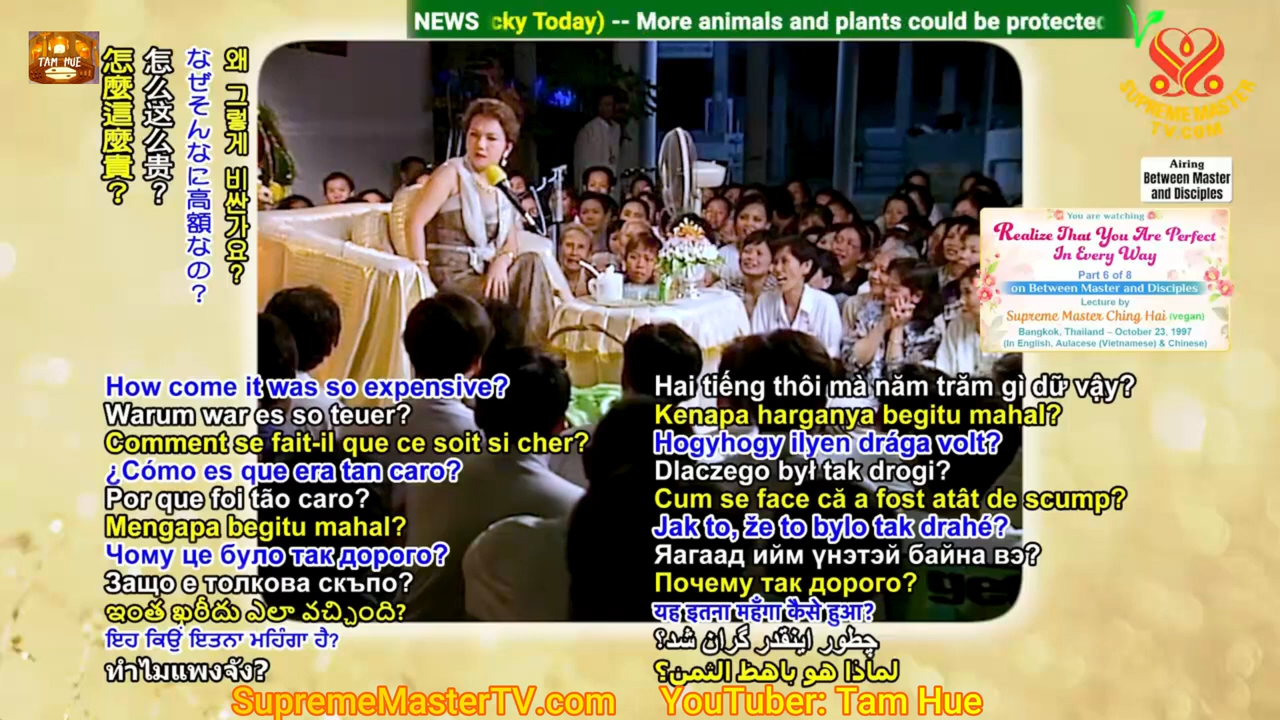 NEWS cky Today) -- More animals and plants could be protected
TAM HUE
SUPREMEMASTER
TV.COM
怎麼這麼貴?
怎么这么贵?
なぜそんなに高額なの?
왜 그렇게 비싼가요?
Airing
Between Master
and Disciples
You are watching
Realize That You Are Perfect
In Every Way
Part 6 of 8
on Between Master and Disciples
Lecture by
Supreme Master Ching Hai (vegan)
Bangkok, Thailand – October 23, 1997
(In English, Aulacese (Vietnamese) & Chinese)
How come it was so expensive?
Warum war es so teuer?
Comment se fait-il que ce soit si cher?
¿Cómo es que era tan caro?
Por que foi tão caro?
Mengapa begitu mahal?
Чому це було так дорого?
Защо е толкова скъпо?
ఇంత ఖరీదు ఎలా వచ్చింది?
ਇਹ ਕਿਉਂ ਇਤਨਾ ਮਹਿੰਗਾ ਹੈ?
ทำไมแพงจัง?
Hai tiếng thôi mà năm trăm gì dữ vậy?
Kenapa harganya begitu mahal?
Hogyhogy ilyen drága volt?
Dlaczego był tak drogi?
Cum se face că a fost atât de scump?
Jak to, že to bylo tak drahé?
Яагаад ийм үнэтэй байна вэ?
Почему так дорого?
यह इतना महँगा कैसे हुआ?
چطور اینقدر گران شد؟
لماذا هو باهظ الثمن؟
SupremeMasterTV.com YouTuber: Tam Hue